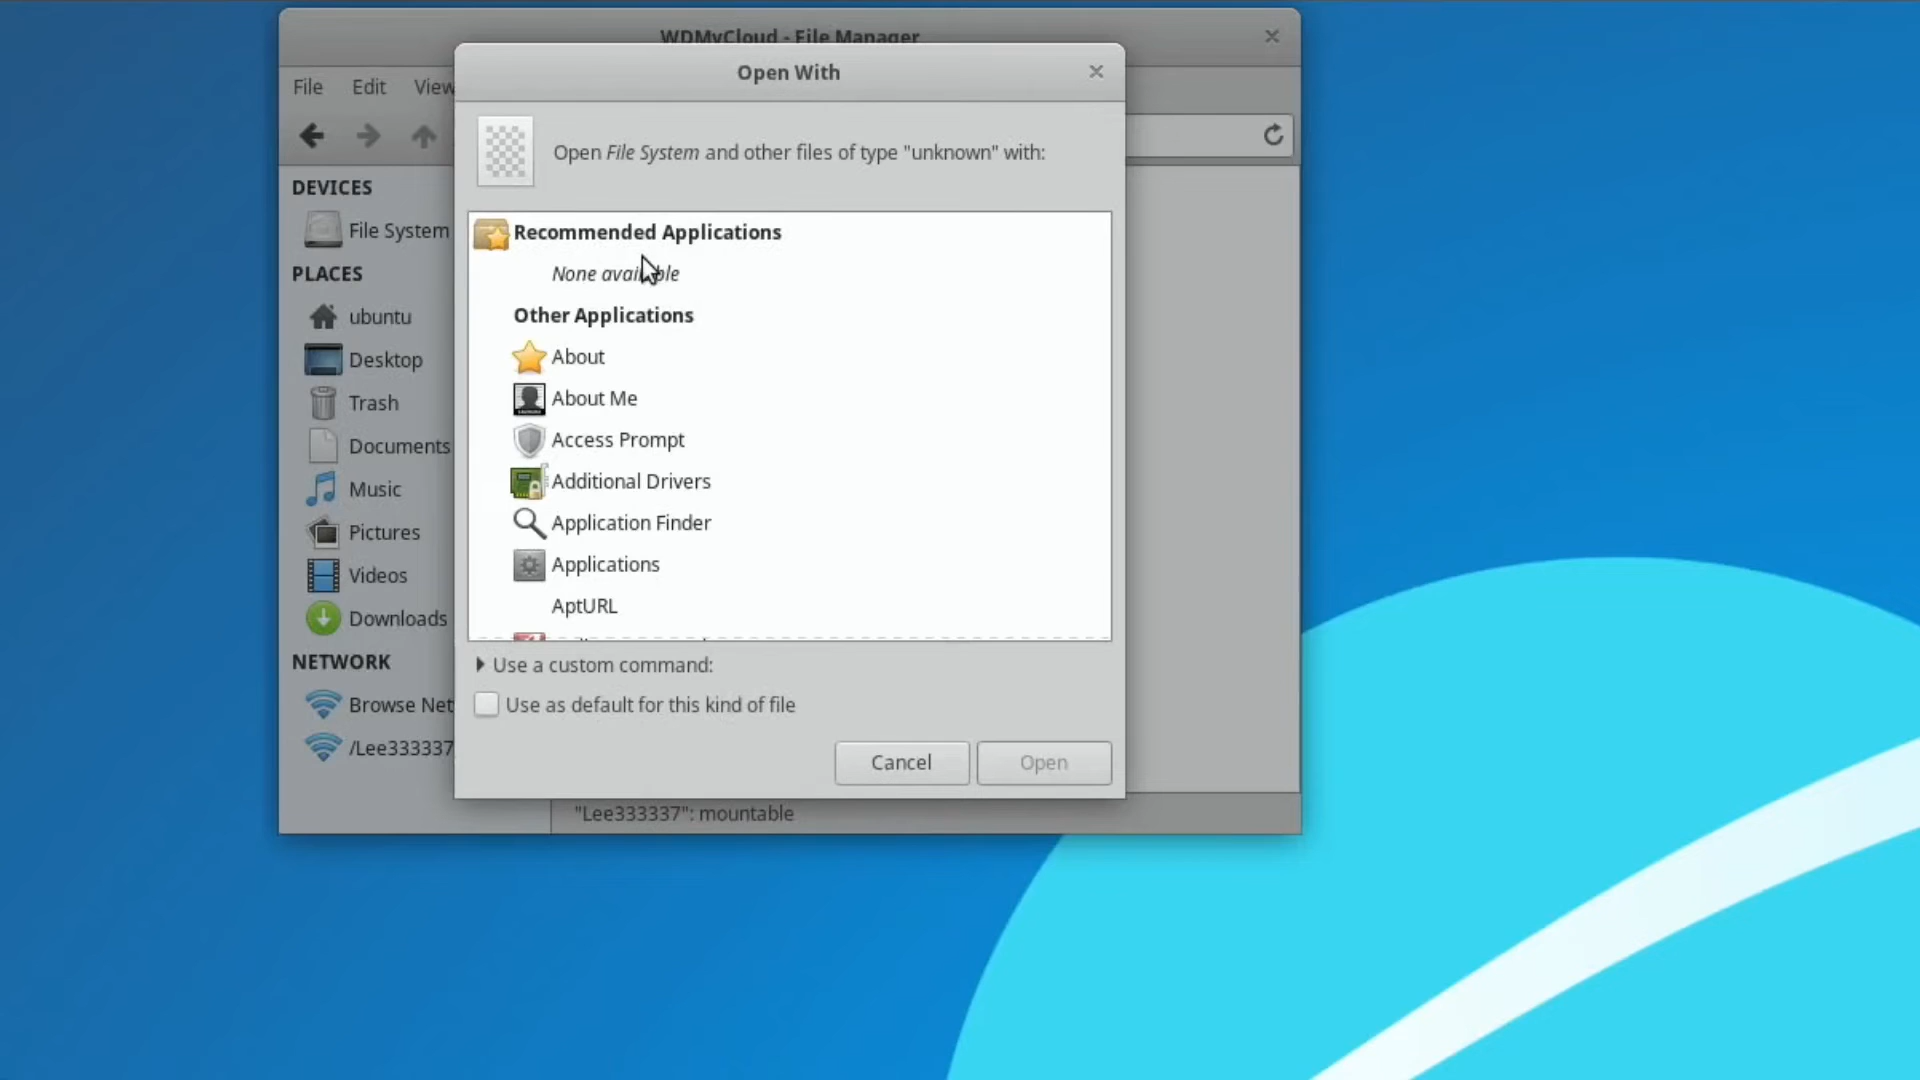 WDMyCloud - File Manager
Open With
File Edit View
Open File System and other files of type "unknown" with:
DEVICES
File System
PLACES
ubuntu
Desktop
Trash
Documents
Music
Pictures
Videos
Downloads
NETWORK
Browse Net
/Lee333337
Recommended Applications
None available
Other Applications
About
About Me
Access Prompt
Additional Drivers
Application Finder
Applications
AptURL
Use a custom command:
Use as default for this kind of file
Cancel Open
"Lee333337": mountable